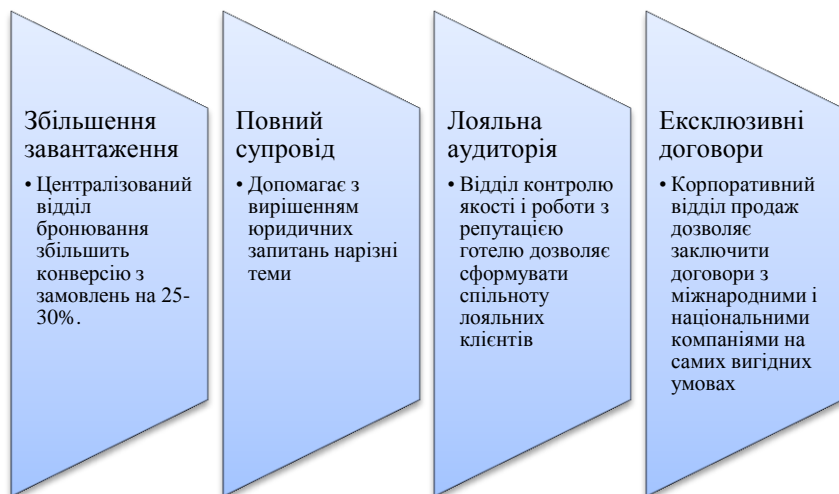 Збільшення
завантаження
• Централізований
відділ
бронювання
збільшить
конверсію з
замовлень на 25-
30%.
Повний
супровід
• Допомагає з
вирішенням
юридичних
запитань нарізні
теми
Лояльна
аудиторія
• Відділ контролю
якості і роботи з
репутацією
готелю дозволяє
сформувати
спільноту
лояльних
клієнтів
Ексклюзивні
договори
• Корпоративний
відділ продаж
дозволяє
заключити
договори з
міжнародними і
національними
компаніями на
самих вигідних
умовах